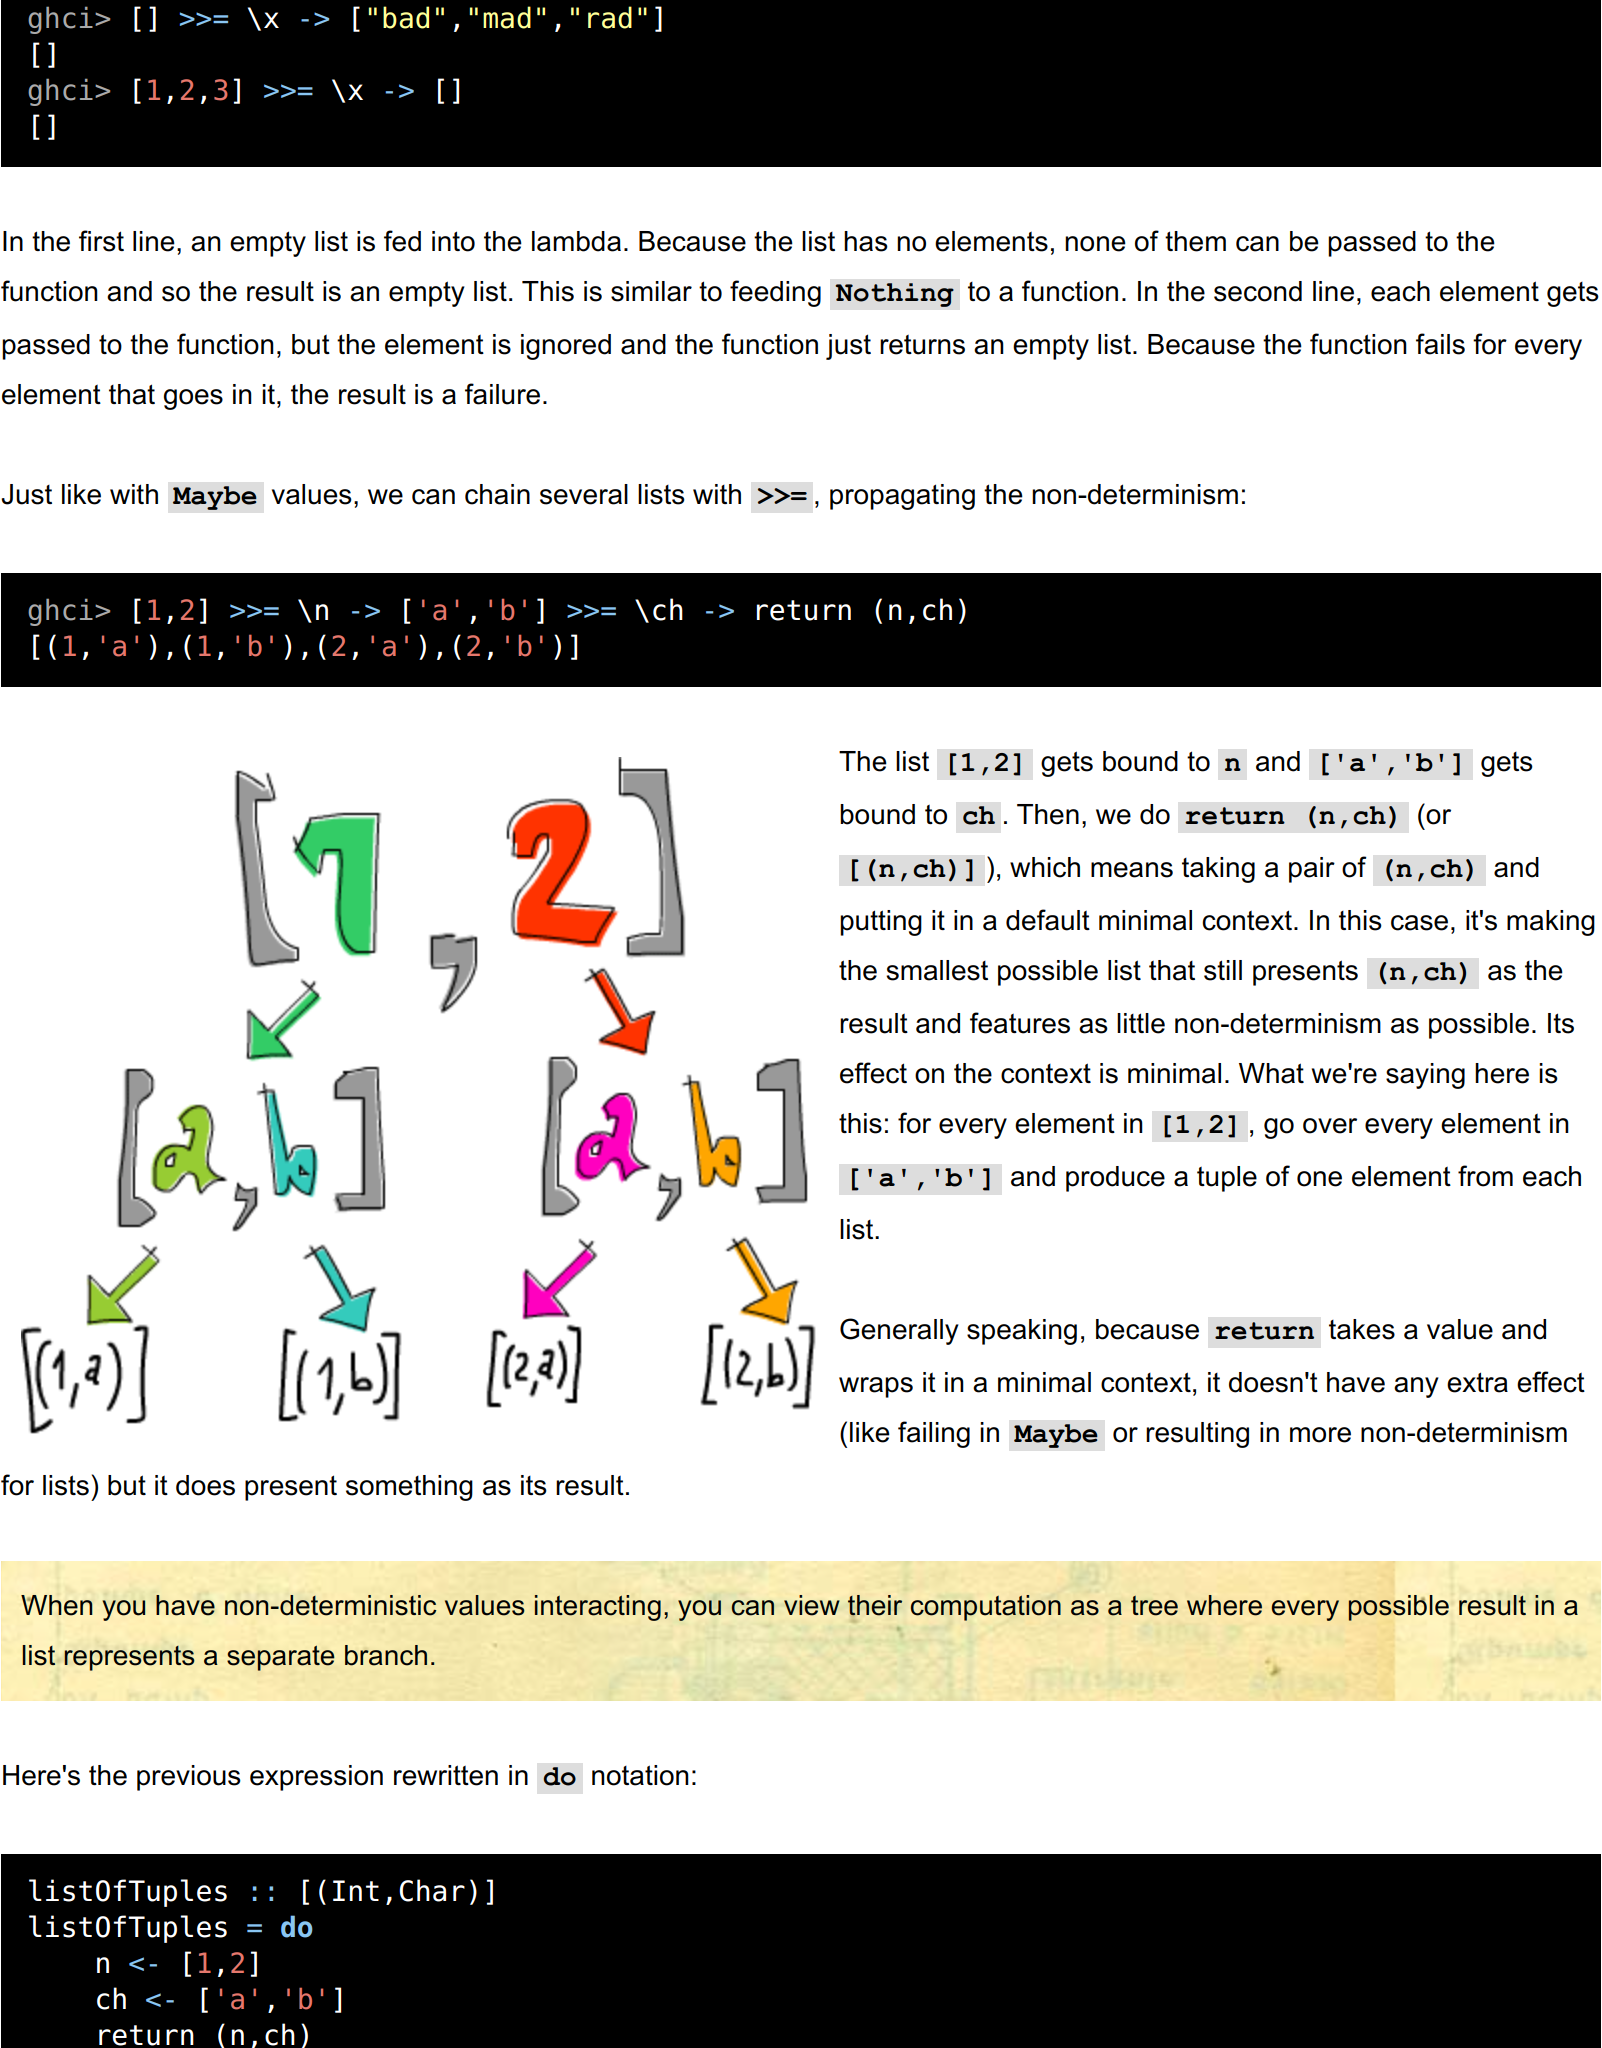 ghci> [] >>= \x -> ["bad","mad","rad"]
[]
ghci> [1,2,3] >>= \x -> []
[]
In the first line, an empty list is fed into the lambda. Because the list has no elements, none of them can be passed to the
function and so the result is an empty list. This is similar to feeding Nothing to a function. In the second line, each element gets
passed to the function, but the element is ignored and the function just returns an empty list. Because the function fails for every
element that goes in it, the result is a failure.
Just like with Maybe values, we can chain several lists with >>=, propagating the non-determinism:
ghci> [1,2] >>= \n -> ['a','b'] >>= \ch -> return (n,ch)
[(1,'a'),(1,'b'),(2,'a'),(2,'b')]
[1,2]
[a,b] [a,b]
[(1,a)] [(1,b)] [(2,a)] [(2,b)]
The list [1,2] gets bound to n and ['a','b'] gets
bound to ch. Then, we do return (n,ch) (or
[(n,ch)]), which means taking a pair of (n,ch) and
putting it in a default minimal context. In this case, it's making
the smallest possible list that still presents (n,ch) as the
result and features as little non-determinism as possible. Its
effect on the context is minimal. What we're saying here is
this: for every element in [1,2], go over every element in
['a','b'] and produce a tuple of one element from each
list.
Generally speaking, because return takes a value and
wraps it in a minimal context, it doesn't have any extra effect
(like failing in Maybe or resulting in more non-determinism
for lists) but it does present something as its result.
When you have non-deterministic values interacting, you can view their computation as a tree where every possible result in a
list represents a separate branch.
Here's the previous expression rewritten in do notation:
listOfTuples :: [(Int,Char)]
listOfTuples = do
    n <- [1,2]
    ch <- ['a','b']
    return (n,ch)